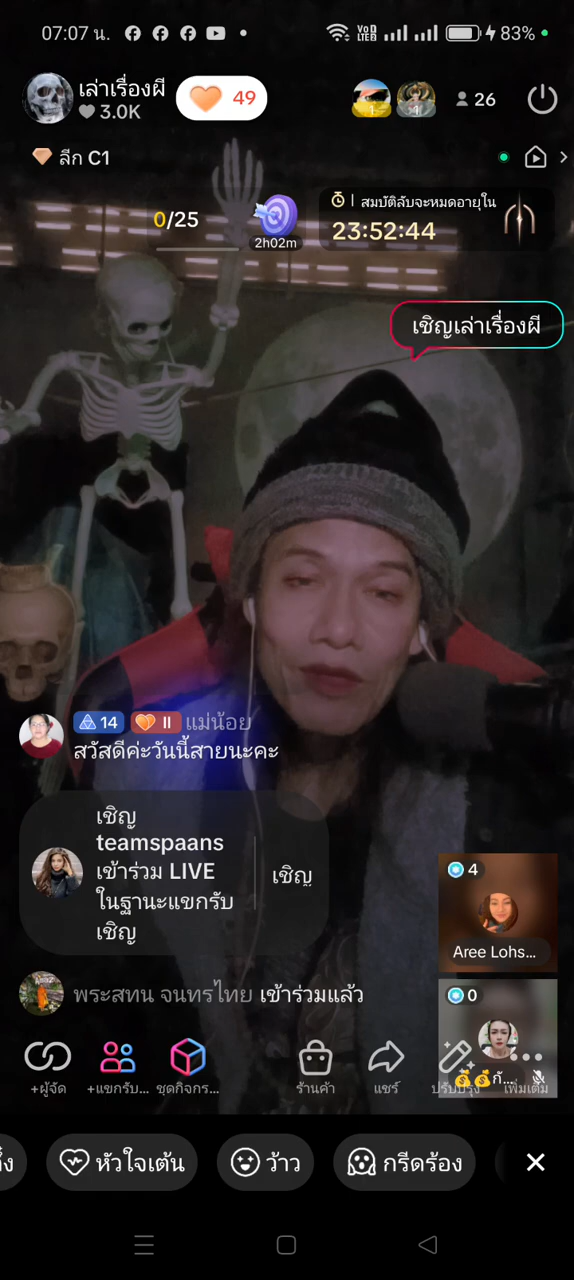 07:07 น.
VoD
LTE2
83%
เล่าเรื่องผี
3.0K
49
1
4
26
ลีก C1
0/25
2h02m
สมบัติลับจะหมดอายุใน
23:52:44
เชิญเล่าเรื่องผี
14 II แม่น้อย
สวัสดีค่ะวันนี้สายนะคะ
เชิญ
teamspaans
เข้าร่วม LIVE
ในฐานะแขกรับ
เชิญ
เชิญ
4
Aree Lohs...
พระสทน จนทรไทย เข้าร่วมแล้ว
0
กั...
+ผู้จัด
+แขกรับ...
ชุดกิจกร...
ร้านค้า
แชร์
ปรับปรุง
เพิ่มเติม
หัวใจเต้น
ว้าว
กรีดร้อง